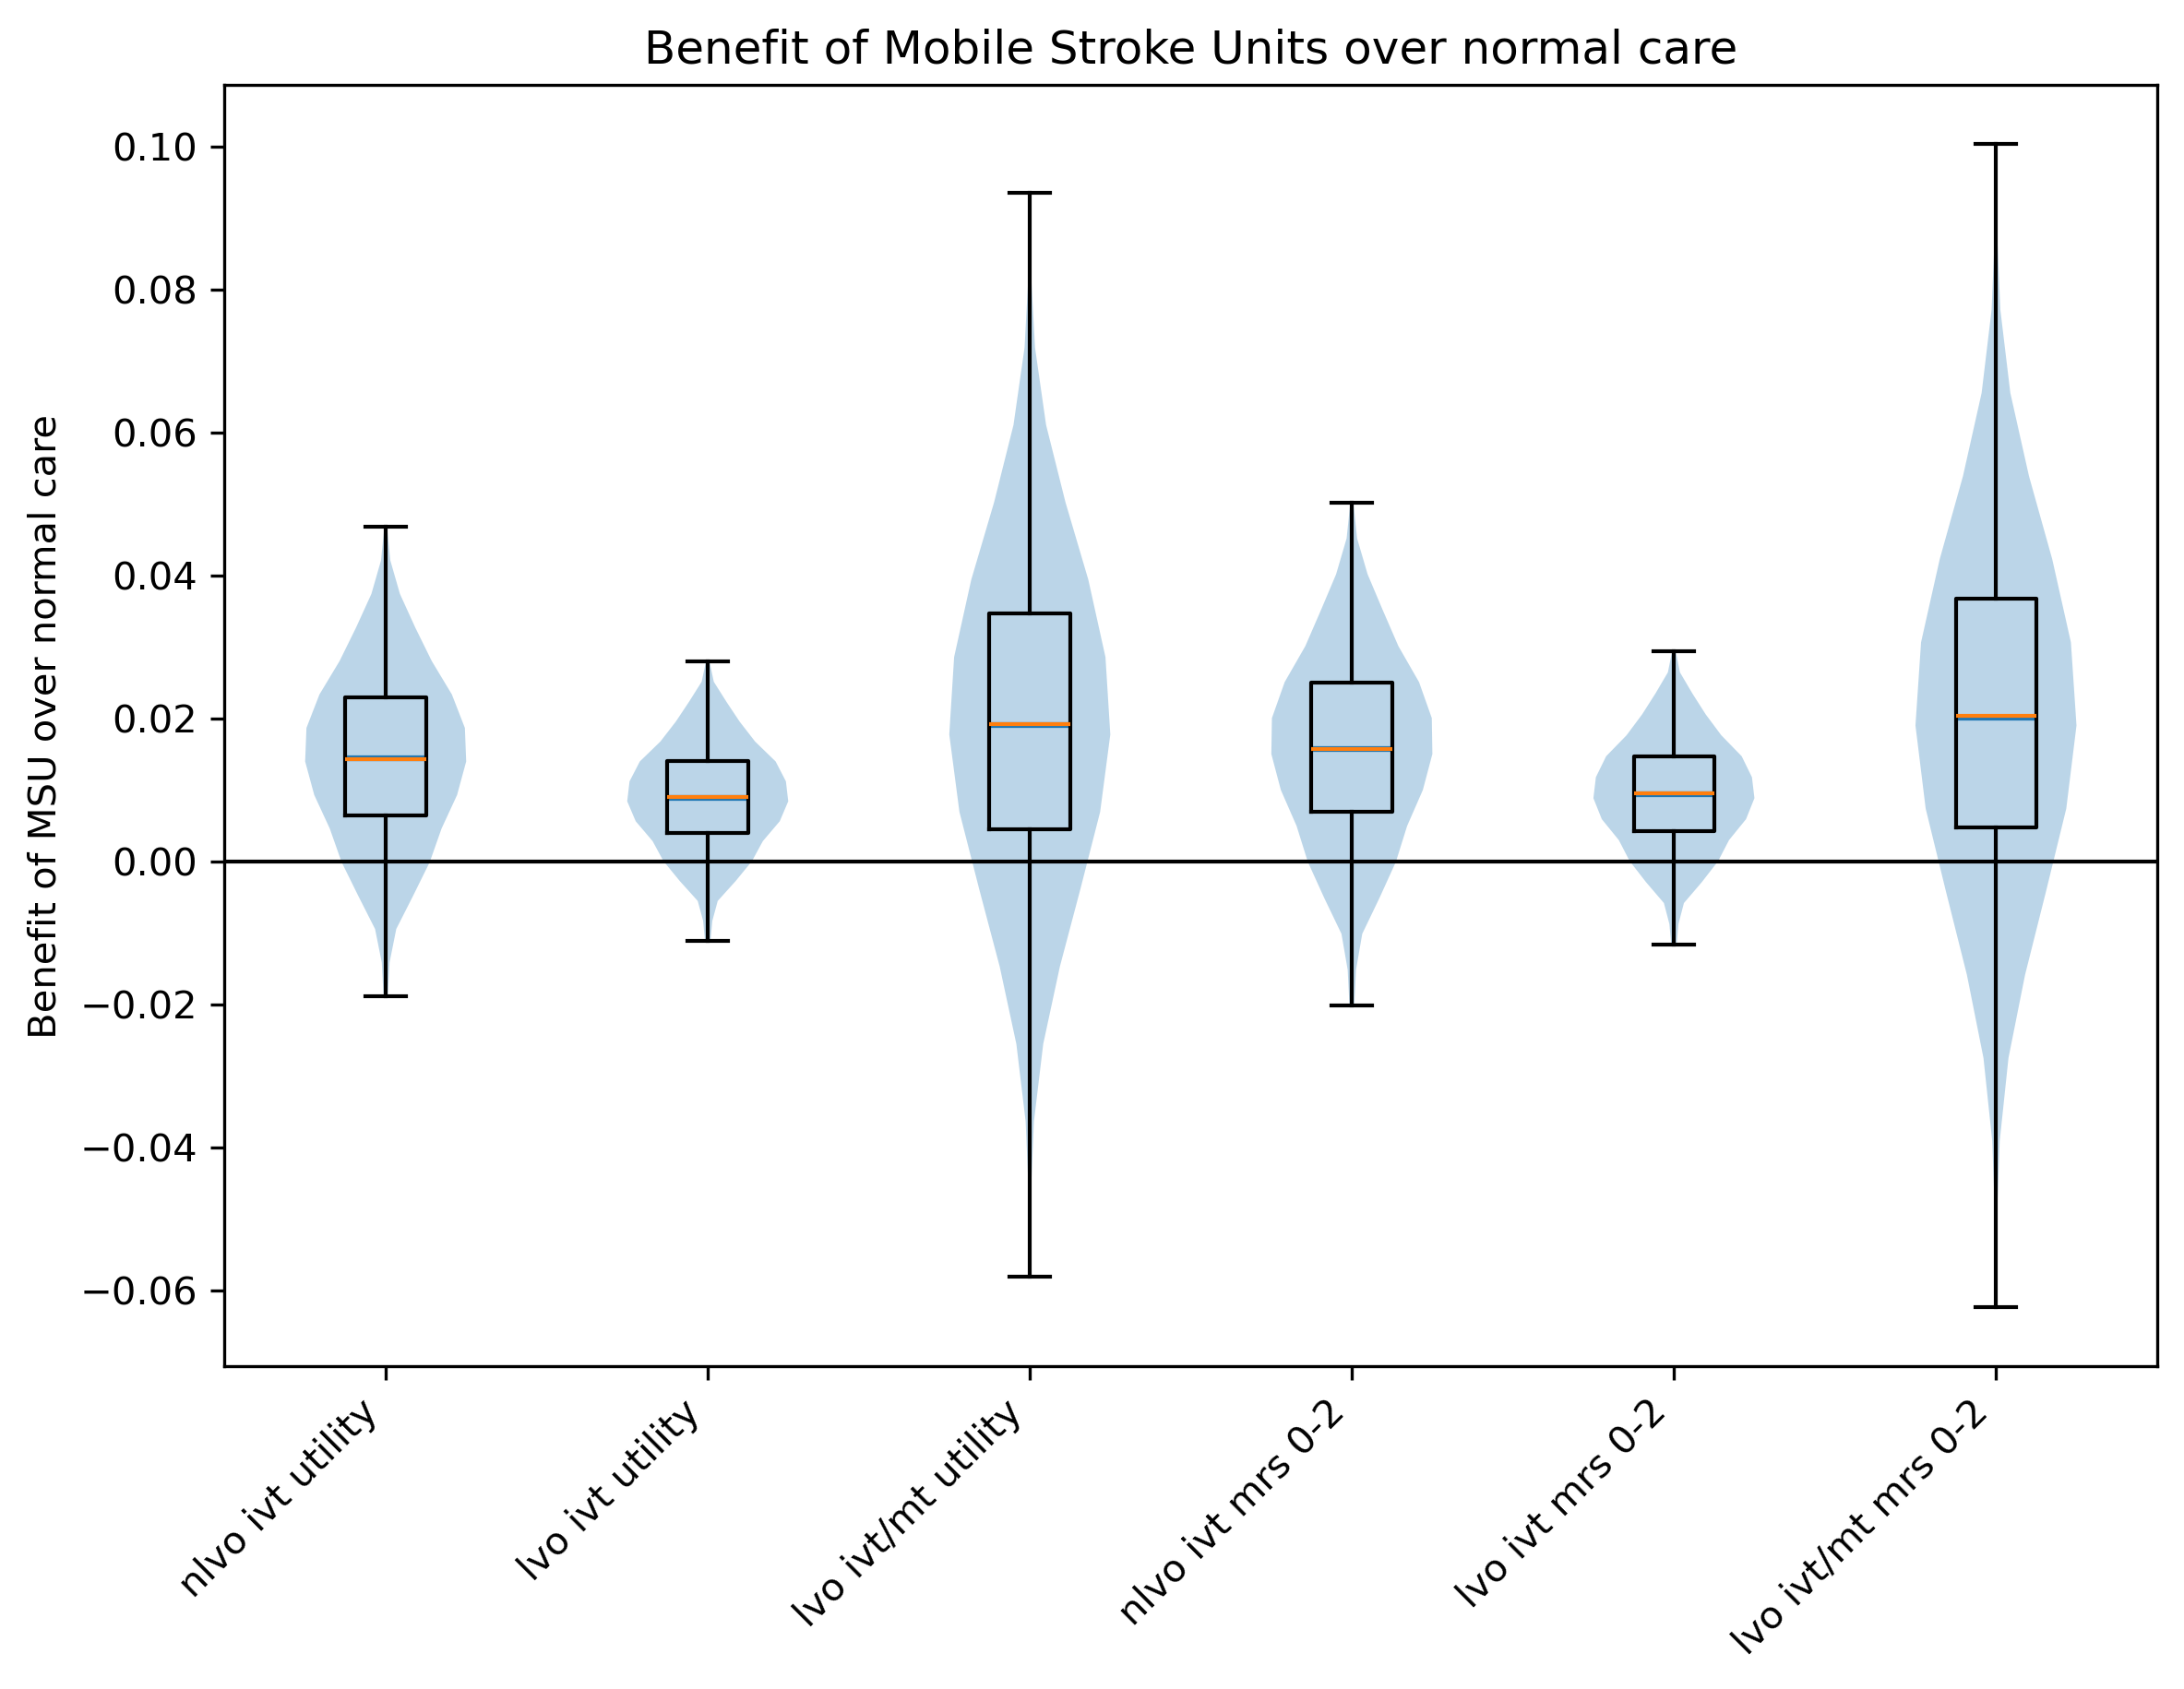 Benefit of Mobile Stroke Units over normal care
Benefit of MSU over normal care
0.10
0.08
0.06
0.04
0.02
0.00
−0.02
−0.04
−0.06
nlvo ivt utility
lvo ivt utility
lvo ivt/mt utility
nlvo ivt mrs 0-2
lvo ivt mrs 0-2
lvo ivt/mt mrs 0-2